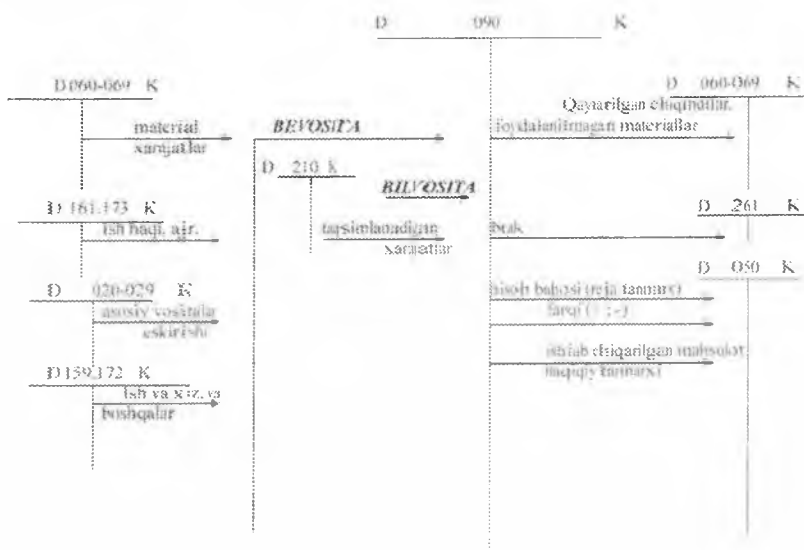 D 090 K
D 060-069 K
material
xarajatlar
BEVOSITA
D 060-069 K
Qaytarilgan chiqindilar,
foydalanilmagan materiallar
D 210 K
BILVOSITA
D 161,173 K
Ish haqi, ajr.
taqsimlanadigan
xarajatlar
brak
D 261 K
D 020-029 K
asosiy vositala
eskirishi
D 050 K
hisob bahosi (reja tannarx)
farqi (+ ; -)
ishlab chiqarilgan mahsulot
haqiqiy tannarxi
D 159,172 K
Ish va xiz. va
boshqalar